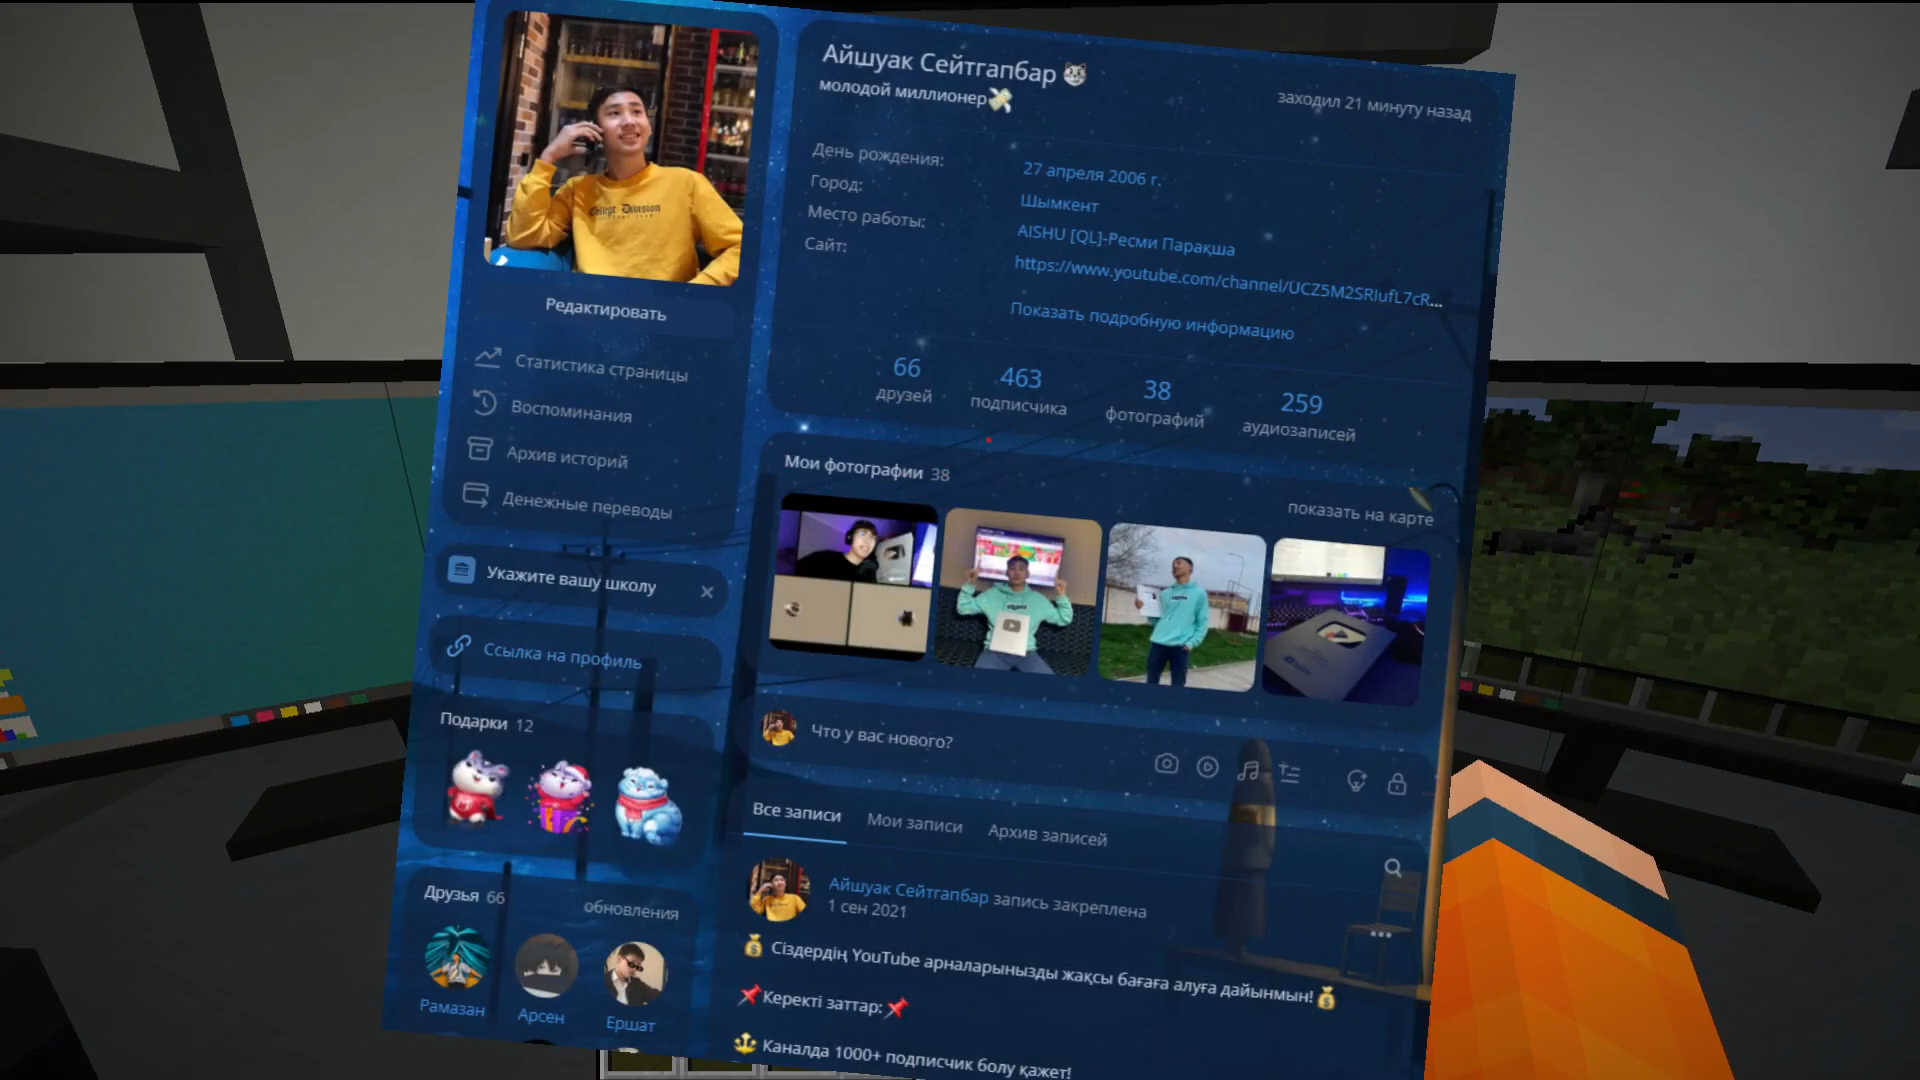 Айшуак Сейтгапбар
молодой миллионер
заходил 21 минуту назад
День рождения: 27 апреля 2006 г.
Город: Шымкент
Место работы: AISHU [QL]-Ресми Парақша
Сайт: https://www.youtube.com/channel/UCZ5M2SRIufL7cR...
Показать подробную информацию
66 друзей
463 подписчика
38 фотографий
259 аудиозаписей
Редактировать
Статистика страницы
Воспоминания
Архив историй
Денежные переводы
Укажите вашу школу
Ссылка на профиль
Подарки 12
Друзья 66 обновления
Рамазан Арсен Ершат
Мои фотографии 38 показать на карте
Что у вас нового?
Все записи Мои записи Архив записей
Айшуак Сейтгапбар запись закреплена
1 сен 2021
💰 Сіздердің YouTube арналарынызды жақсы бағаға алуға дайынмын!💰
📌Керекті заттар:📌
⚓ Каналда 1000+ подписчик болу қажет!
College Division